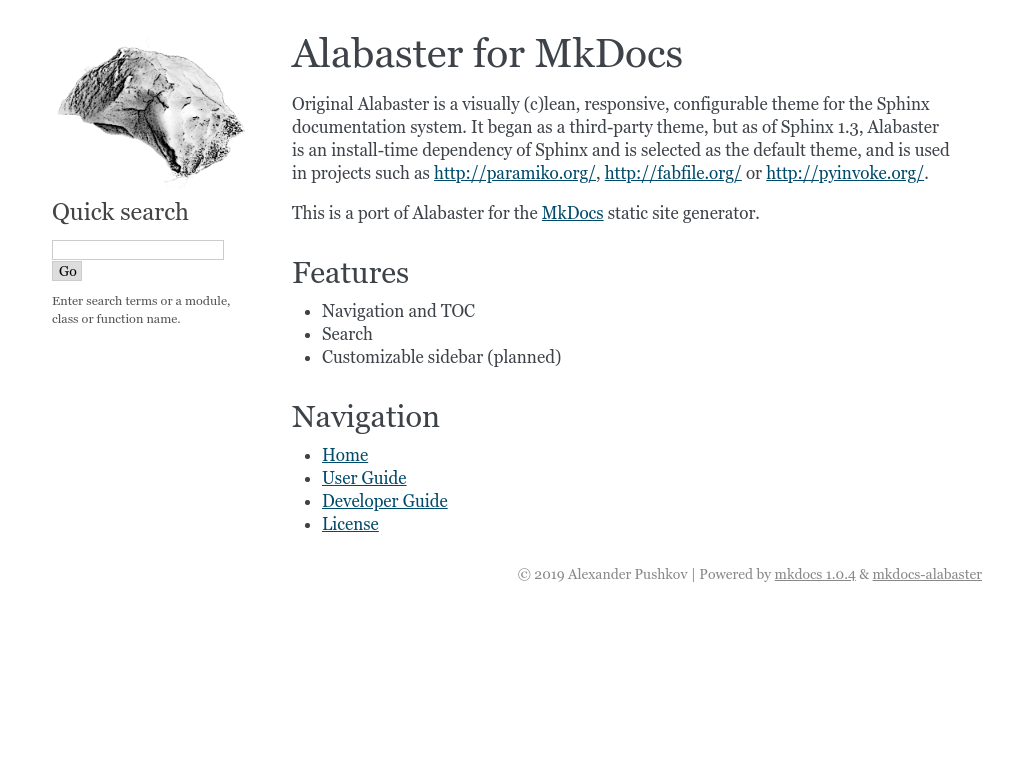 Alabaster for MkDocs
Original Alabaster is a visually (c)lean, responsive, configurable theme for the Sphinx
documentation system. It began as a third-party theme, but as of Sphinx 1.3, Alabaster
is an install-time dependency of Sphinx and is selected as the default theme, and is used
in projects such as http://paramiko.org/, http://fabfile.org/ or http://pyinvoke.org/.
This is a port of Alabaster for the MkDocs static site generator.
Features
Navigation and TOC
Search
Customizable sidebar (planned)
Navigation
Home
User Guide
Developer Guide
License
Quick search
Go
Enter search terms or a module,
class or function name.
© 2019 Alexander Pushkov | Powered by mkdocs 1.0.4 & mkdocs-alabaster